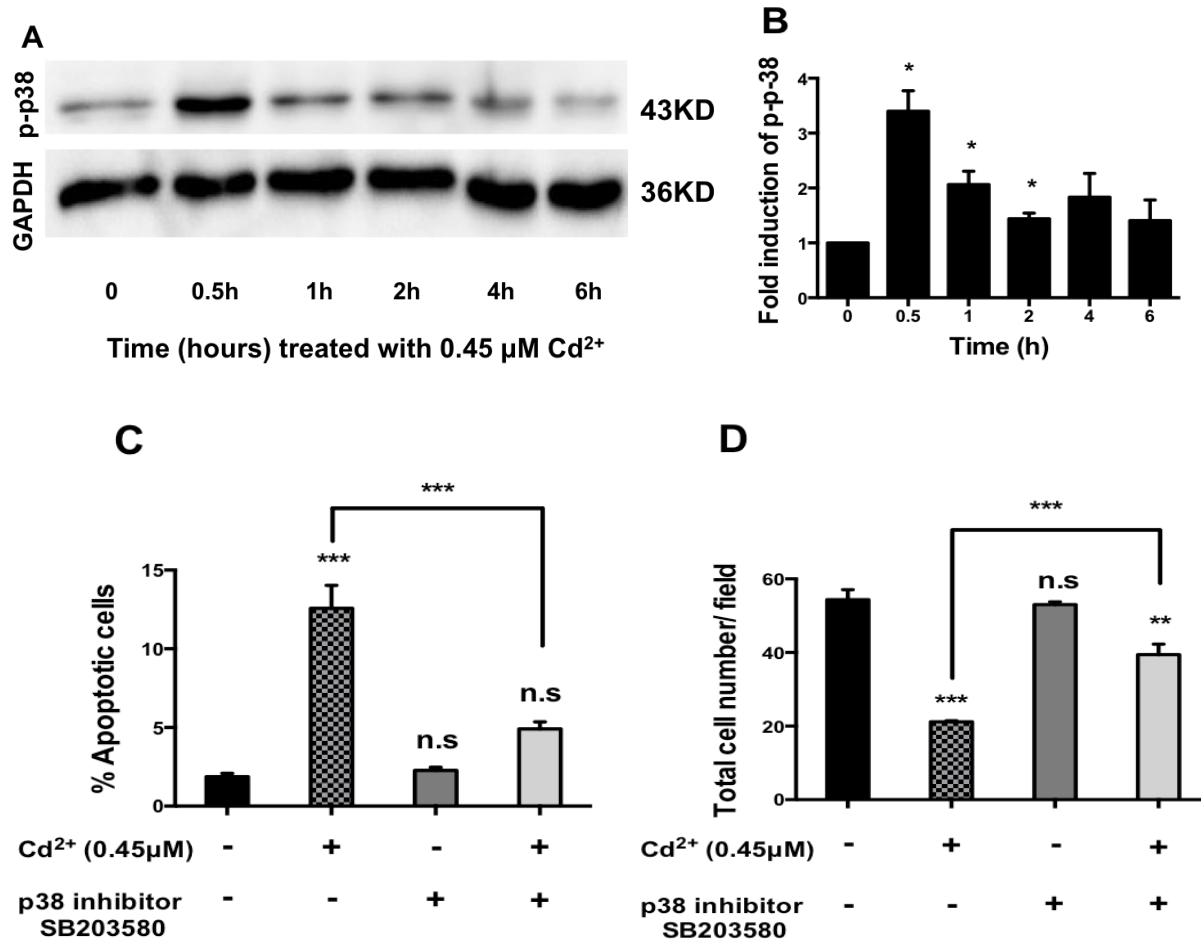 A
p-p38
43KD
GAPDH
36KD
0 0.5h 1h 2h 4h 6h
Time (hours) treated with 0.45 µM Cd²⁺
B
Fold induction of p-p-38
4
3
2
1
0
*
*
*
0 0.5 1 2 4 6
Time (h)
C
***
***
% Apoptotic cells
15
10
5
0
n.s
n.s
Cd²⁺ (0.45µM) - + - +
p38 inhibitor - - + +
SB203580
D
***
Total cell number/ field
60
40
20
0
***
n.s
**
Cd²⁺ (0.45µM) - + - +
p38 inhibitor - - + +
SB203580